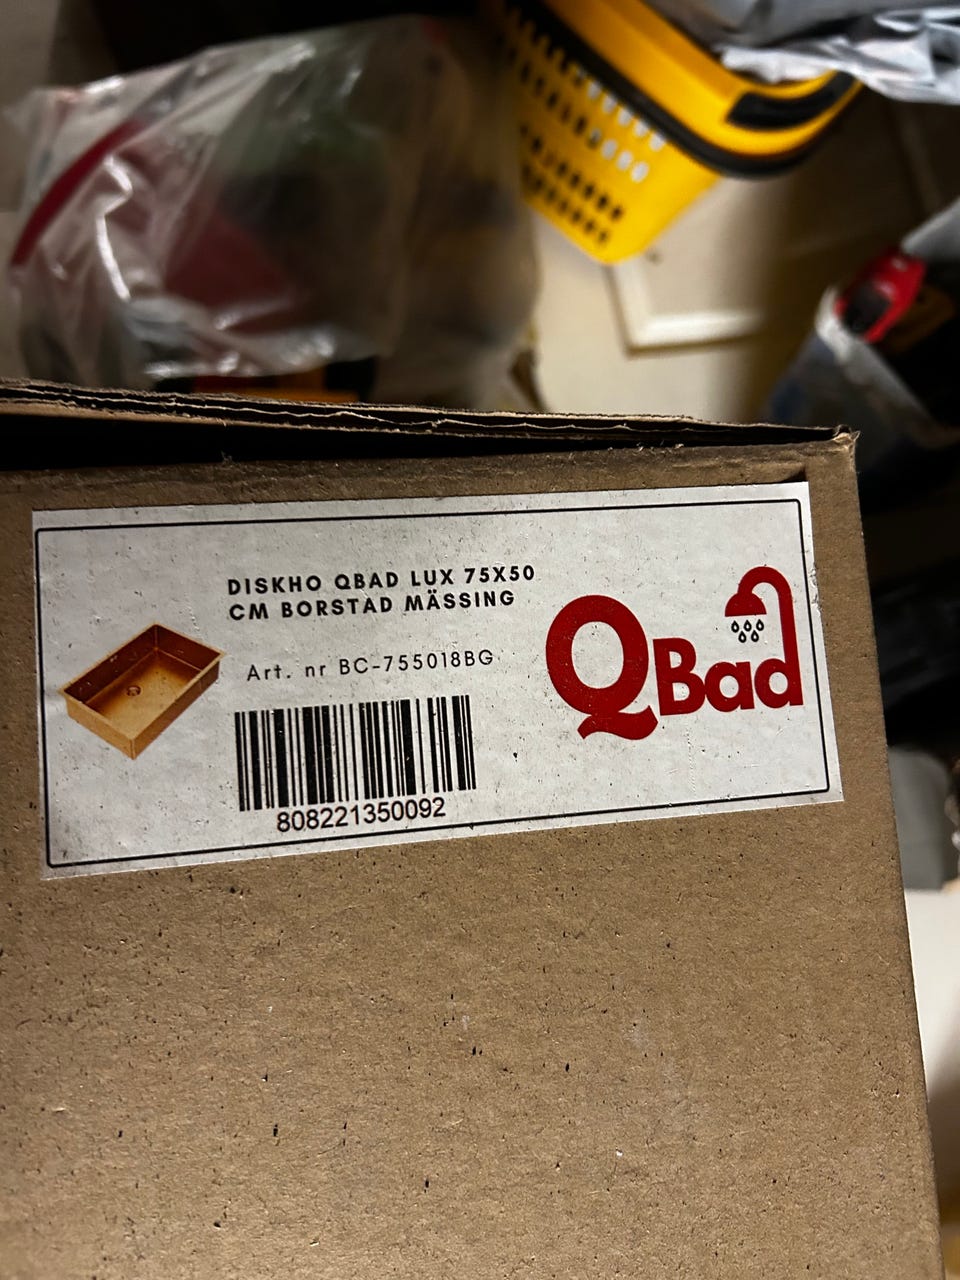 DISKHO QBAD LUX 75X50
CM BORSTAD MÄSSING
Art. nr BC-755018BG
808221350092
QBad